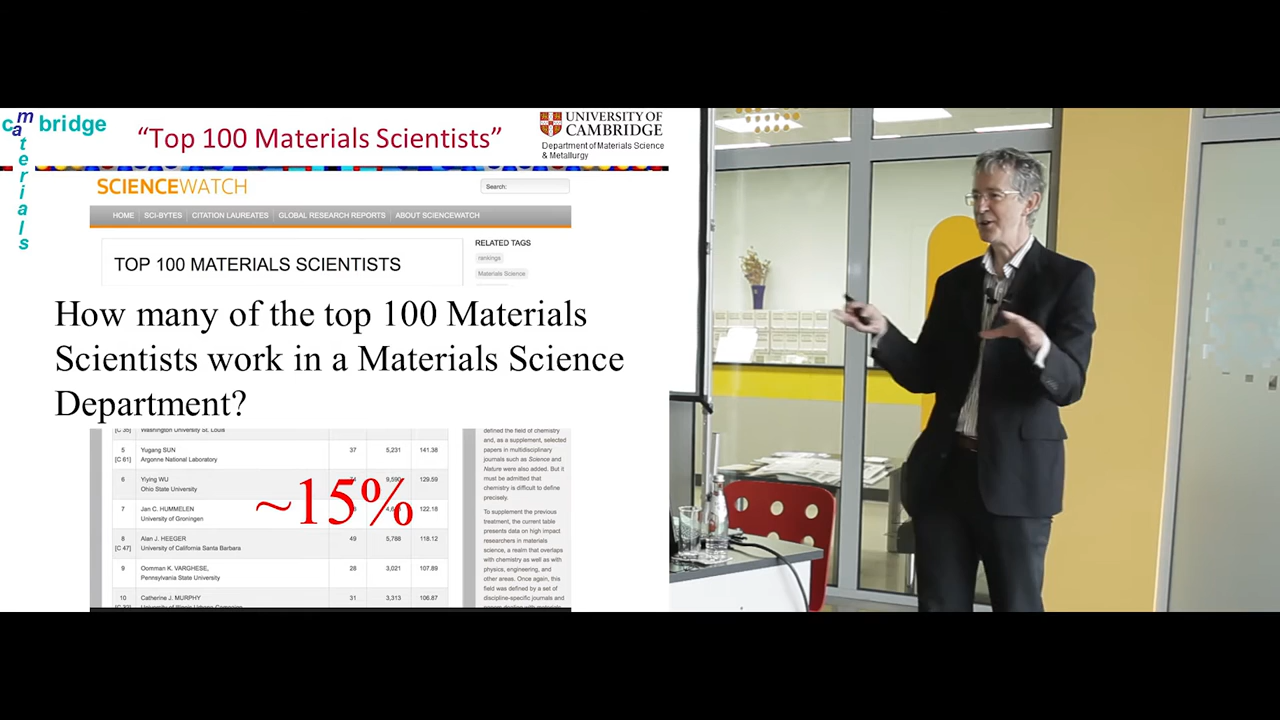 cambridge
materials
“Top 100 Materials Scientists”
UNIVERSITY OF
CAMBRIDGE
Department of Materials Science
& Metallurgy
SCIENCEWATCH
Search:
HOME SCI-BYTES CITATION LAUREATES GLOBAL RESEARCH REPORTS ABOUT SCIENCEWATCH
TOP 100 MATERIALS SCIENTISTS
RELATED TAGS
rankings
Materials Science
How many of the top 100 Materials
Scientists work in a Materials Science
Department?
Washington University St. Louis
5 Yugang SUN 37 5,231 141.38
[C 61] Argonne National Laboratory
6 Yiying WU 129.59
Ohio State University
7 Jan C. HUMMELEN 122.18
University of Groningen
~15%
8 Alan J. HEEGER 49 5,788 118.12
[C 47] University of California Santa Barbara
9 Oomman K. VARGHESE, 28 3,021 107.89
Pennsylvania State University
10 Catherine J. MURPHY 31 3,313 106.87
defined the field of chemistry
and, as a supplement, selected
papers in multidisciplinary
journals such as Science and
Nature were also added. But it
must be admitted that
chemistry is difficult to define
precisely.
To supplement the previous
treatment, the current table
presents data on high impact
researchers in materials
science, a realm that overlaps
with chemistry as well as with
physics, engineering, and
other areas. Once again, this
field was defined by a set of
discipline-specific journals and